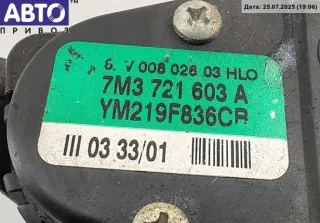 АВТО
ПРИВОЗ
Дата: 25.07.2025 (19:06)
6. V 008 026 03 HLO
7M3 721 603 A
YM219F836CB
III 03 33/01